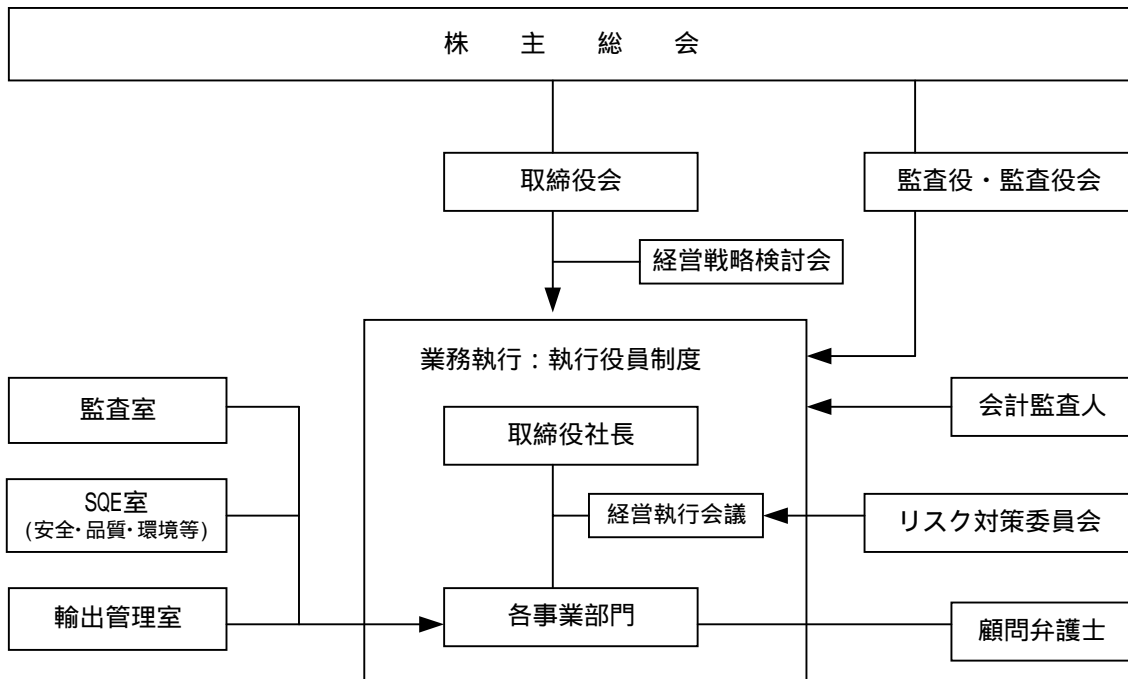 株 主 総 会
取締役会
監査役・監査役会
経営戦略検討会
業務執行：執行役員制度
監査室
取締役社長
会計監査人
SQE室
(安全・品質・環境等)
経営執行会議
リスク対策委員会
輸出管理室
各事業部門
顧問弁護士